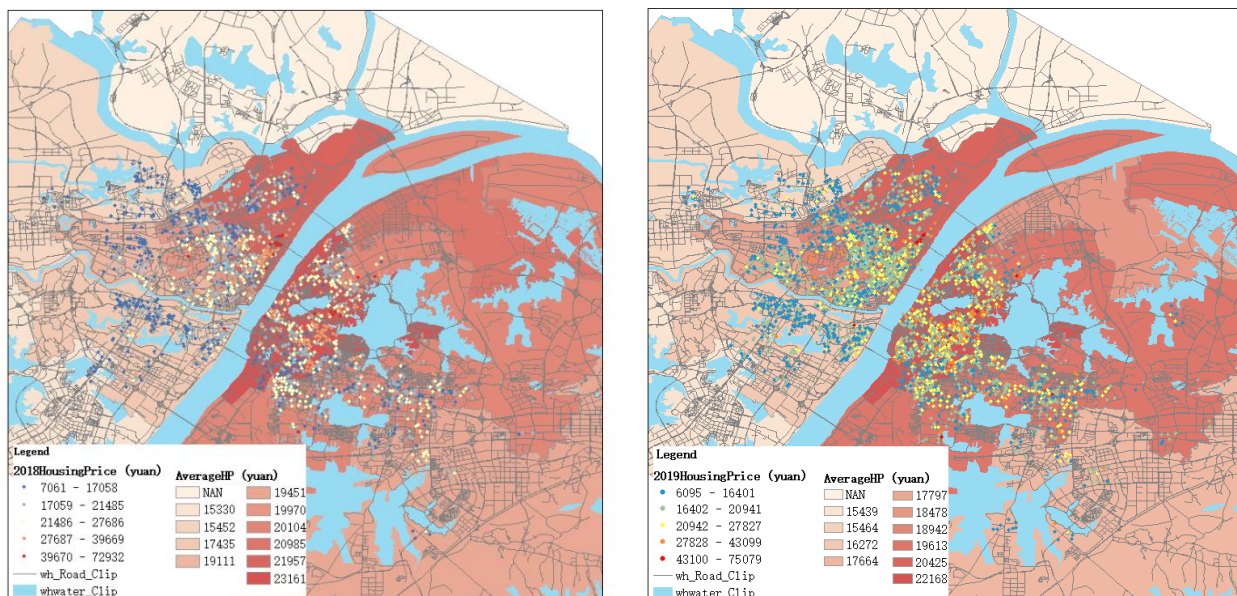 Legend
2018HousingPrice (yuan)
7061 - 17058
17059 - 21485
21486 - 27686
27687 - 39669
39670 - 72932
wh_Road_Clip
whwater_Clip
AverageHP (yuan)
NAN
15330
15452
17435
19111
19451
19970
20104
20985
21957
23161
Legend
2019HousingPrice (yuan)
6095 - 16401
16402 - 20941
20942 - 27827
27828 - 43099
43100 - 75079
wh_Road_Clip
whwater_Clip
AverageHP (yuan)
NAN
15439
15464
16272
17664
17797
18478
18942
19613
20425
22168